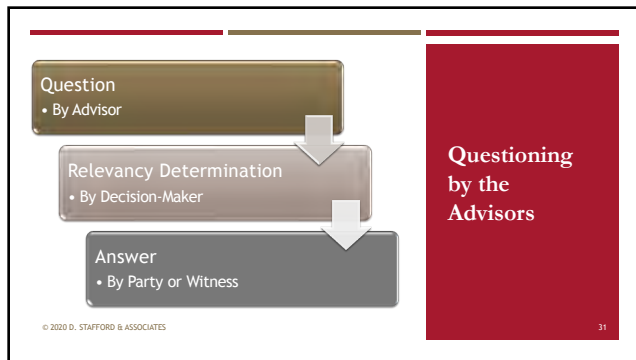 Question
• By Advisor
Relevancy Determination
• By Decision-Maker
Answer
• By Party or Witness
Questioning
by the
Advisors
© 2020 D. STAFFORD & ASSOCIATES
31